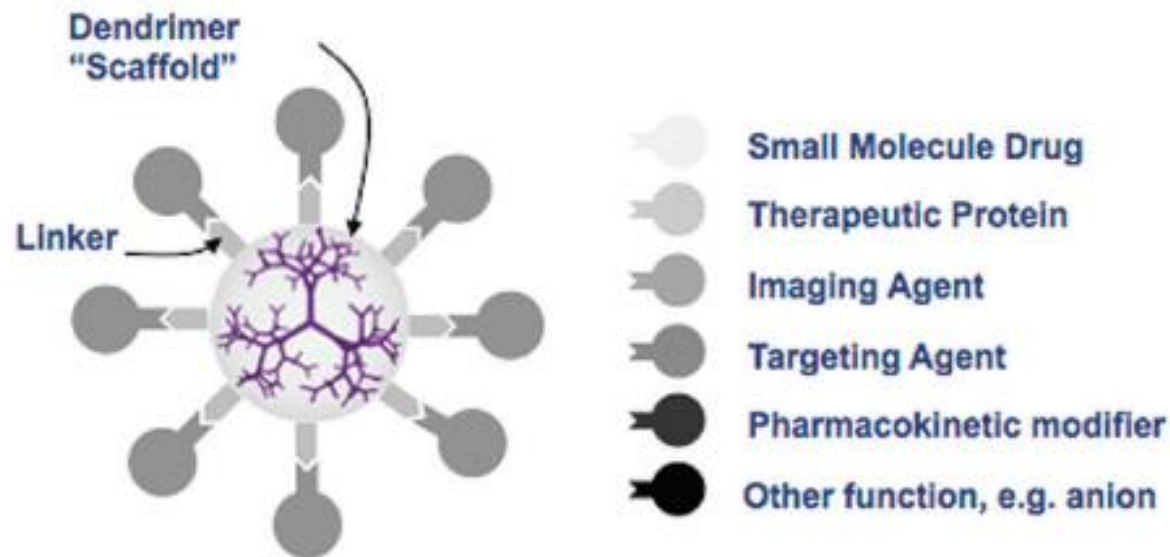 Dendrimer
“Scaffold”
Linker
Small Molecule Drug
Therapeutic Protein
Imaging Agent
Targeting Agent
Pharmacokinetic modifier
Other function, e.g. anion